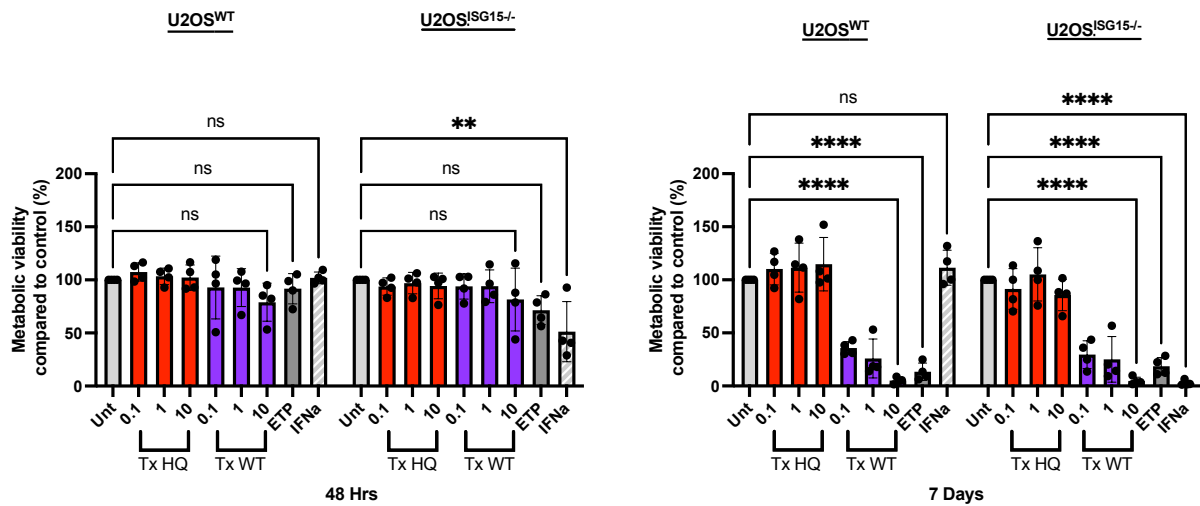 U2OSWT
U2OS.ISG15-/-
ns
**
ns
ns
ns
ns
Metabolic viability
compared to control (%)
200
150
100
50
0
Unt
0.1
1
10
0.1
1
10
ETP
IFNa
Unt
0.1
1
10
0.1
1
10
ETP
IFNa
Tx HQ
Tx WT
Tx HQ
Tx WT
48 Hrs
U2OSWT
U2OS.ISG15-/-
ns
****
****
****
****
****
Metabolic viability
compared to control (%)
200
150
100
50
0
Unt
0.1
1
10
0.1
1
10
ETP
IFNa
Unt
0.1
1
10
0.1
1
10
ETP
IFNa
Tx HQ
Tx WT
Tx HQ
Tx WT
7 Days